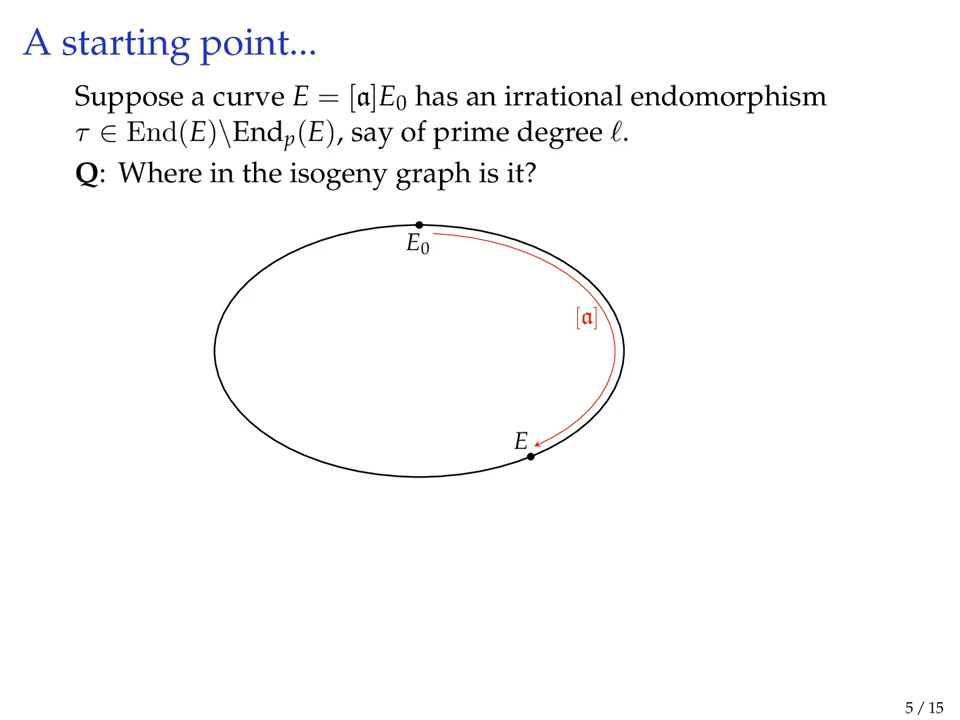 A starting point...
Suppose a curve E = [𝔞]E₀ has an irrational endomorphism
τ ∈ End(E)\Endₚ(E), say of prime degree ℓ.
Q: Where in the isogeny graph is it?
E₀
[𝔞]
E
5 / 15